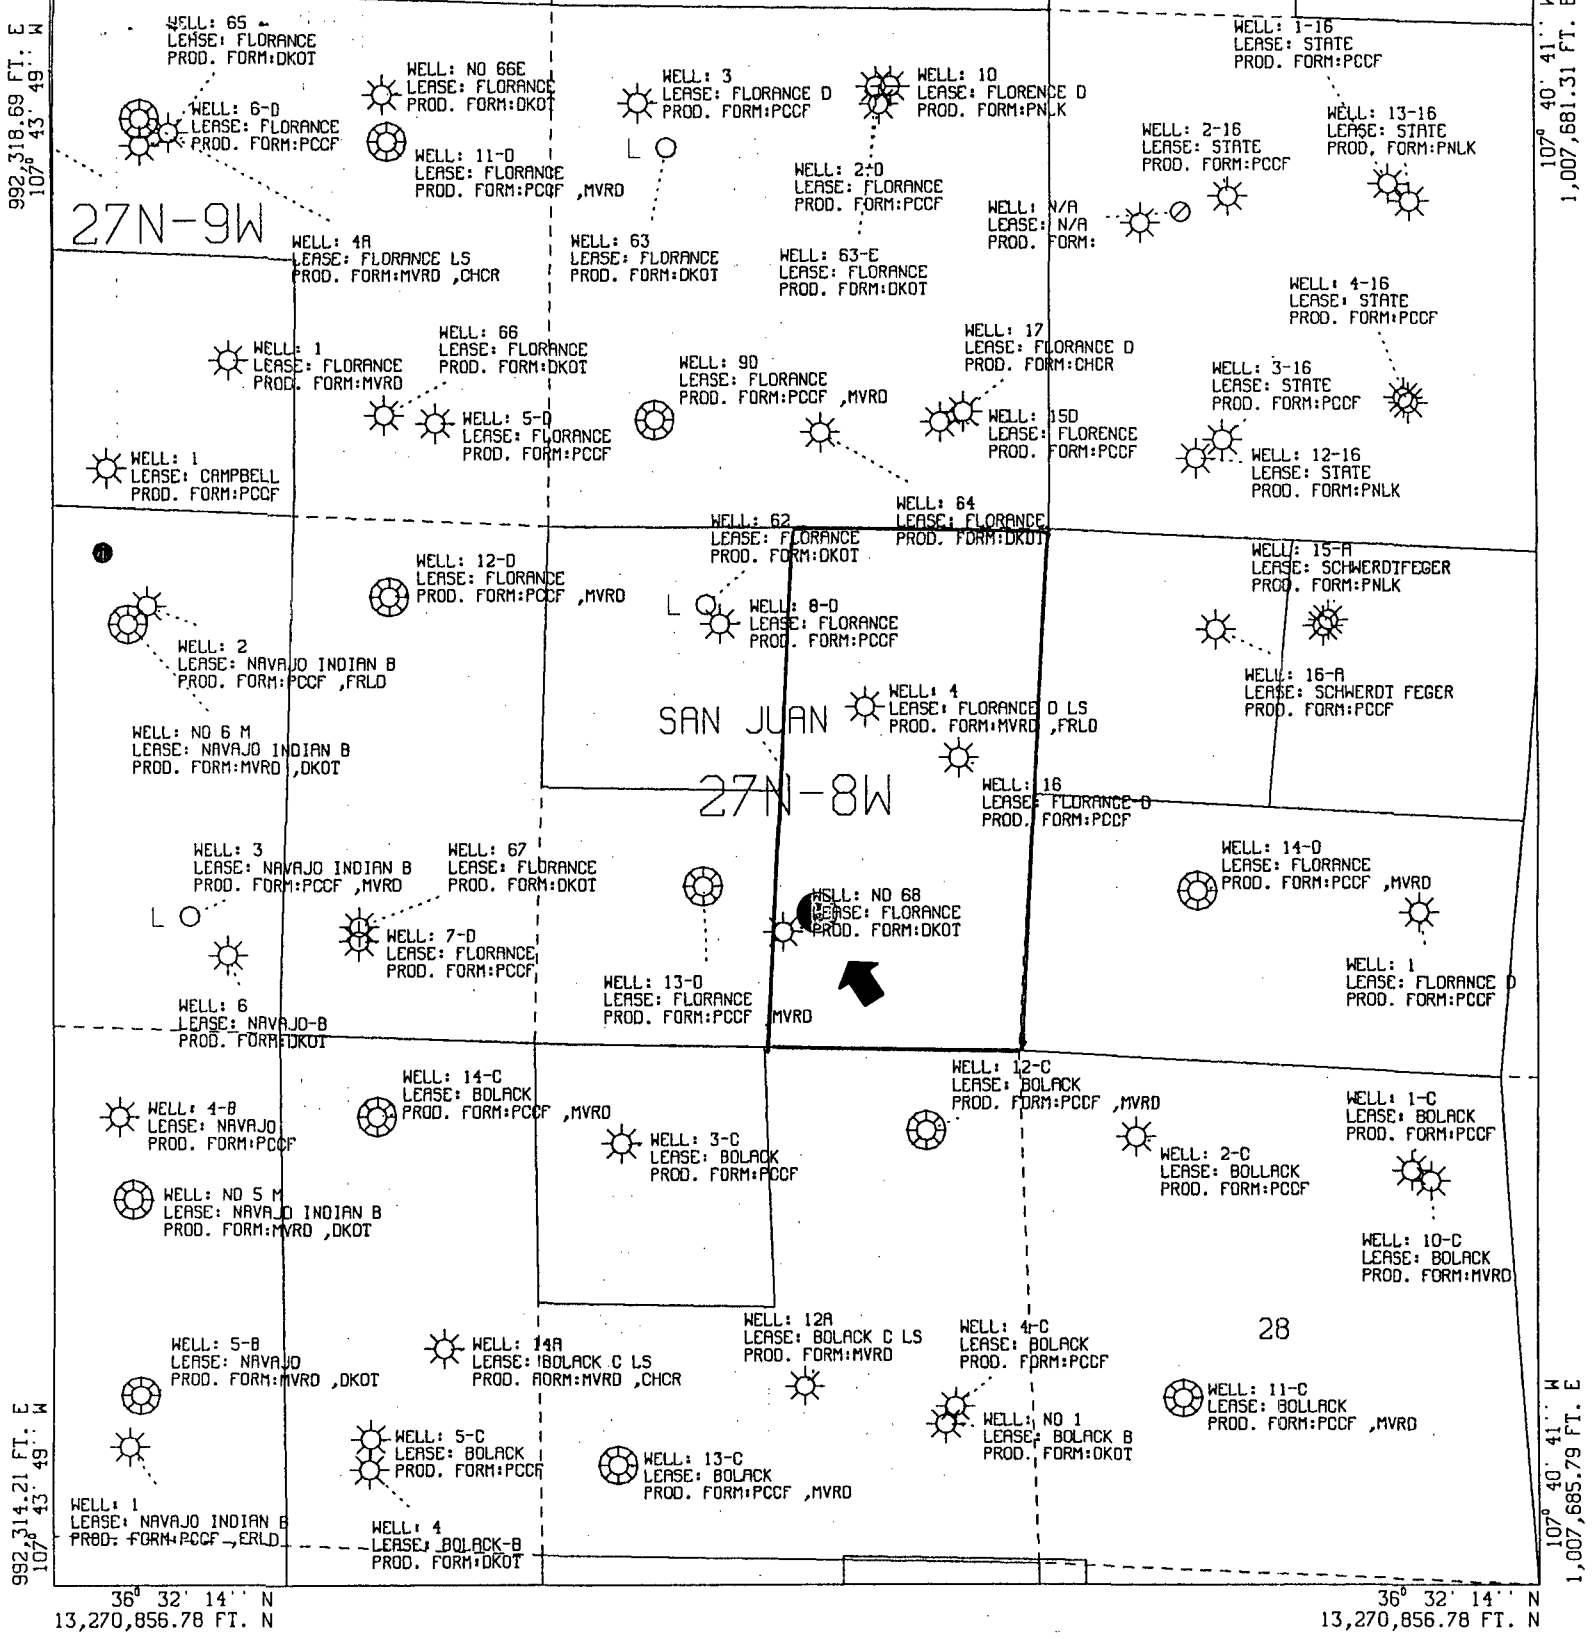 992,318.69 FT. E
107° 43' 49'' W
107° 40' 41'' W
1,007,681.31 FT. E
WELL: 65
LEASE: FLORANCE
PROD. FORM:DKOT
WELL: 6-D
LEASE: FLORANCE
PROD. FORM:PCCF
WELL: NO 66E
LEASE: FLORANCE
PROD. FORM:DKOT
WELL: 11-D
LEASE: FLORANCE
PROD. FORM:PCCF ,MVRD
WELL: 3
LEASE: FLORANCE D
PROD. FORM:PCCF
L
WELL: 10
LEASE: FLORENCE D
PROD. FORM:PNLK
WELL: 2-D
LEASE: FLORANCE
PROD. FORM:PCCF
WELL: 1-16
LEASE: STATE
PROD. FORM:PCCF
WELL: 13-16
LEASE: STATE
PROD. FORM:PNLK
WELL: 2-16
LEASE: STATE
PROD. FORM:PCCF
WELL: N/A
LEASE: N/A
PROD. FORM:
27N-9W
WELL: 4A
LEASE: FLORANCE LS
PROD. FORM:MVRD ,CHCR
WELL: 63
LEASE: FLORANCE
PROD. FORM:DKOT
WELL: 63-E
LEASE: FLORANCE
PROD. FORM:DKOT
WELL: 4-16
LEASE: STATE
PROD. FORM:PCCF
WELL: 1
LEASE: FLORANCE
PROD. FORM:MVRD
WELL: 66
LEASE: FLORANCE
PROD. FORM:DKOT
WELL: 9D
LEASE: FLORANCE
PROD. FORM:PCCF ,MVRD
WELL: 17
LEASE: FLORANCE D
PROD. FORM:CHCR
WELL: 3-16
LEASE: STATE
PROD. FORM:PCCF
WELL: 5-D
LEASE: FLORANCE
PROD. FORM:PCCF
WELL: 15D
LEASE: FLORENCE
PROD. FORM:PCCF
WELL: 12-16
LEASE: STATE
PROD. FORM:PNLK
WELL: 1
LEASE: CAMPBELL
PROD. FORM:PCCF
WELL: 64
LEASE: FLORANCE
PROD. FORM:DKOT
WELL: 62
LEASE: FLORANCE
PROD. FORM:DKOT
WELL: 15-A
LEASE: SCHWERDTFEGER
PROD. FORM:PNLK
WELL: 12-D
LEASE: FLORANCE
PROD. FORM:PCCF ,MVRD
L
WELL: 8-D
LEASE: FLORANCE
PROD. FORM:PCCF
WELL: 2
LEASE: NAVAJO INDIAN B
PROD. FORM:PCCF ,FRLD
WELL: 16-A
LEASE: SCHWERDT FEGER
PROD. FORM:PCCF
SAN JUAN
WELL: 4
LEASE: FLORANCE D LS
PROD. FORM:MVRD ,FRLD
WELL: NO 6 M
LEASE: NAVAJO INDIAN B
PROD. FORM:MVRD ,DKOT
27N-8W
WELL: 16
LEASE: FLORANCE-D
PROD. FORM:PCCF
WELL: 3
LEASE: NAVAJO INDIAN B
PROD. FORM:PCCF ,MVRD
WELL: 67
LEASE: FLORANCE
PROD. FORM:DKOT
WELL: 14-D
LEASE: FLORANCE
PROD. FORM:PCCF ,MVRD
L
WELL: NO 68
LEASE: FLORANCE
PROD. FORM:DKOT
WELL: 7-D
LEASE: FLORANCE
PROD. FORM:PCCF
WELL: 13-D
LEASE: FLORANCE
PROD. FORM:PCCF ,MVRD
WELL: 1
LEASE: FLORANCE D
PROD. FORM:PCCF
WELL: 6
LEASE: NAVAJO-B
PROD. FORM:DKOT
WELL: 14-C
LEASE: BOLACK
PROD. FORM:PCCF ,MVRD
WELL: 12-C
LEASE: BOLACK
PROD. FORM:PCCF ,MVRD
WELL: 4-B
LEASE: NAVAJO
PROD. FORM:PCCF
WELL: 3-C
LEASE: BOLACK
PROD. FORM:PCCF
WELL: 2-C
LEASE: BOLLACK
PROD. FORM:PCCF
WELL: 1-C
LEASE: BOLACK
PROD. FORM:PCCF
WELL: NO 5 M
LEASE: NAVAJO INDIAN B
PROD. FORM:MVRD ,DKOT
WELL: 10-C
LEASE: BOLACK
PROD. FORM:MVRD
28
WELL: 5-B
LEASE: NAVAJO
PROD. FORM:MVRD ,DKOT
WELL: 14A
LEASE: BOLACK C LS
PROD. FORM:MVRD ,CHCR
WELL: 12A
LEASE: BOLACK C LS
PROD. FORM:MVRD
WELL: 4-C
LEASE: BOLACK
PROD. FORM:PCCF
WELL: 11-C
LEASE: BOLLACK
PROD. FORM:PCCF ,MVRD
WELL: 5-C
LEASE: BOLACK
PROD. FORM:PCCF
WELL: 13-C
LEASE: BOLACK
PROD. FORM:PCCF ,MVRD
WELL: NO 1
LEASE: BOLACK B
PROD. FORM:DKOT
WELL: 1
LEASE: NAVAJO INDIAN B
PROD. FORM:PCCF ,FRLD
WELL: 4
LEASE: BOLACK-B
PROD. FORM:DKOT
992,314.21 FT. E
107° 43' 49'' W
107° 40' 41'' W
1,007,685.79 FT. E
36° 32' 14'' N
13,270,856.78 FT. N
36° 32' 14'' N
13,270,856.78 FT. N